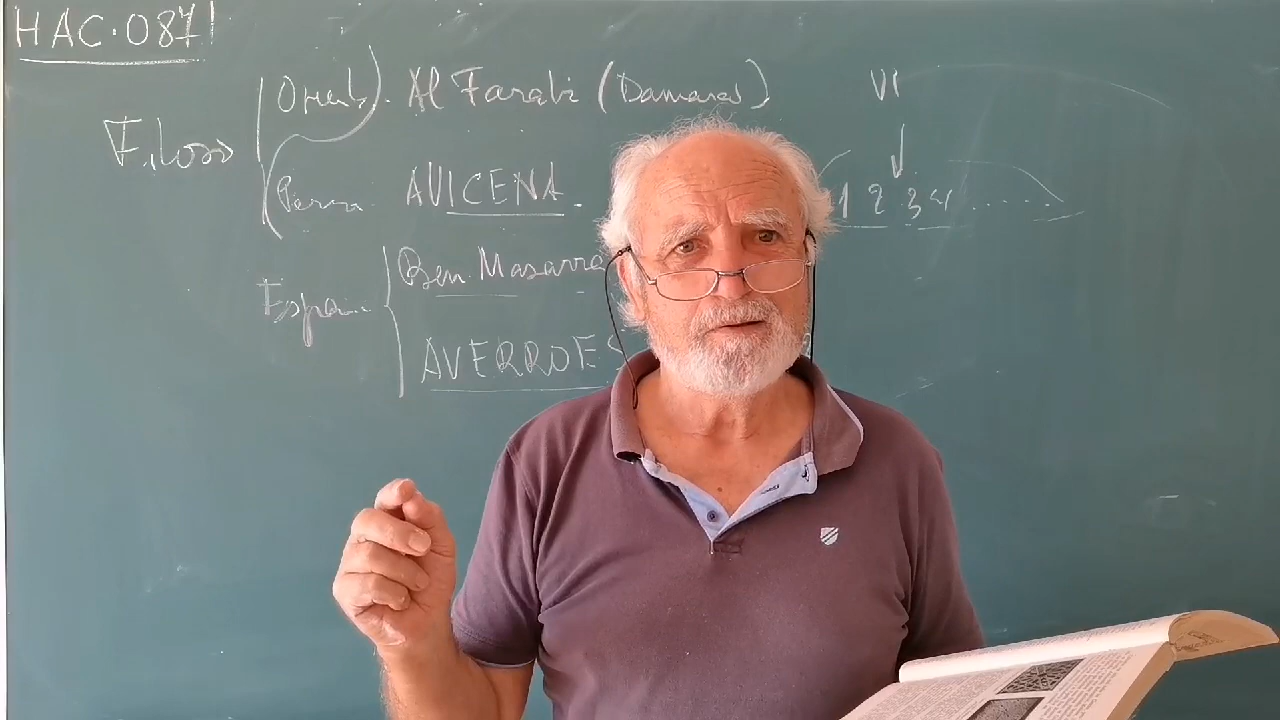 HAC.087
Filoso
Orient. Al Farabi (Damasco)
VI
Persia. AVICENA.
1 2 3 4 ......
España Ben Masarra
AVERROES